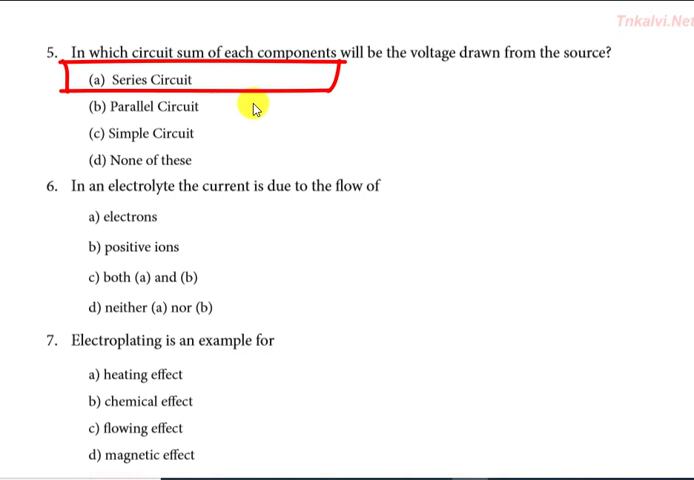 Tnkalvi.Net
5. In which circuit sum of each components will be the voltage drawn from the source?
(a) Series Circuit
(b) Parallel Circuit
(c) Simple Circuit
(d) None of these
6. In an electrolyte the current is due to the flow of
a) electrons
b) positive ions
c) both (a) and (b)
d) neither (a) nor (b)
7. Electroplating is an example for
a) heating effect
b) chemical effect
c) flowing effect
d) magnetic effect